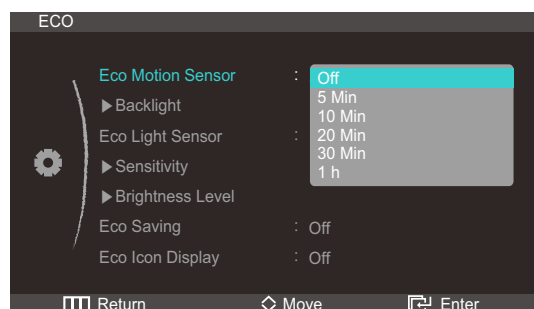 ECO
Eco Motion Sensor : Off
5 Min
▶Backlight
10 Min
Eco Light Sensor : 20 Min
30 Min
▶Sensitivity
1 h
▶Brightness Level
Eco Saving : Off
Eco Icon Display : Off
Return Move Enter